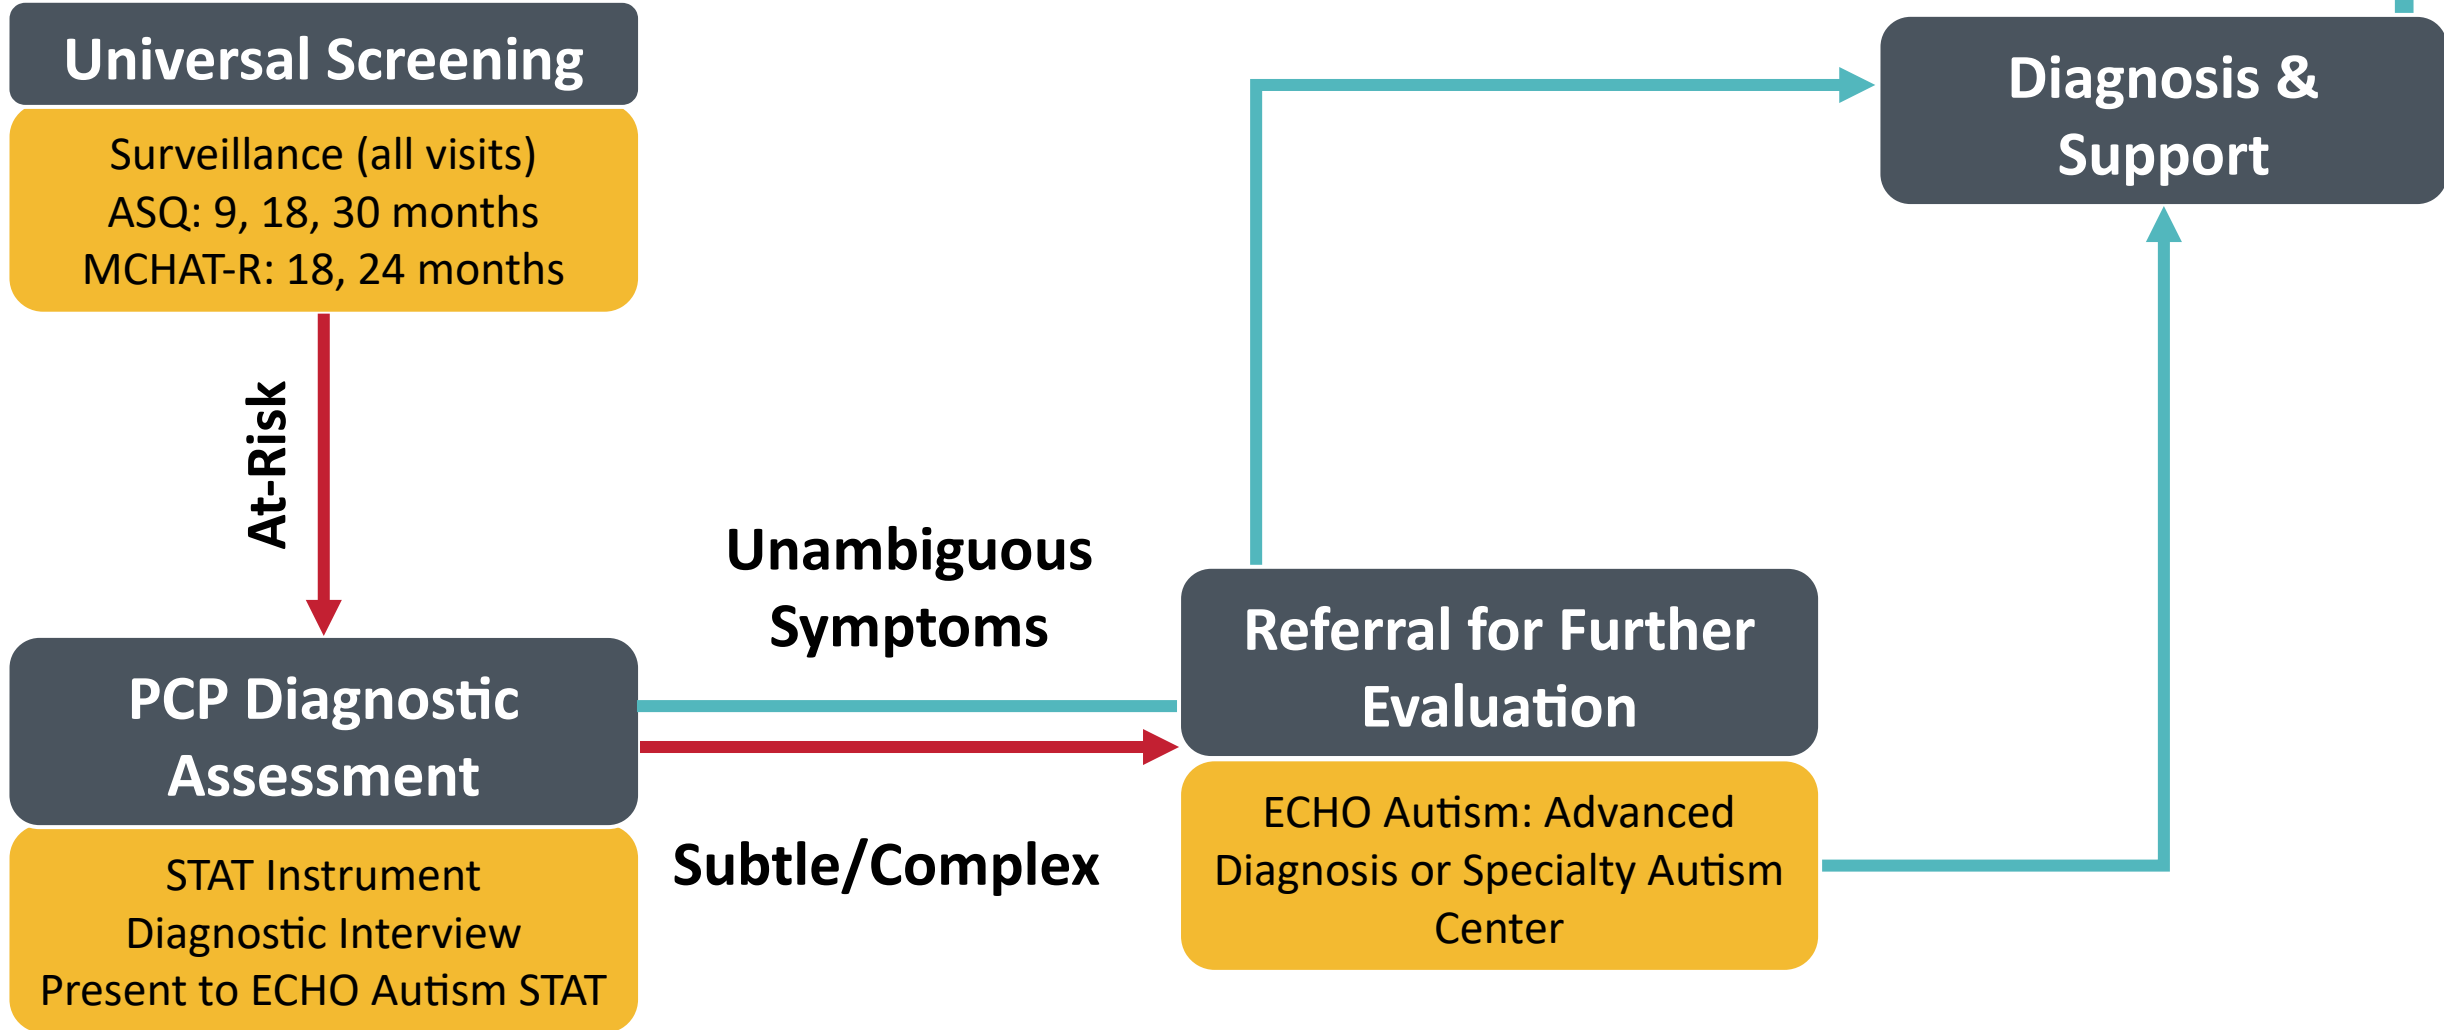 Universal Screening
Surveillance (all visits)
ASQ: 9, 18, 30 months
MCHAT-R: 18, 24 months
At-Risk
PCP Diagnostic
Assessment
STAT Instrument
Diagnostic Interview
Present to ECHO Autism STAT
Unambiguous
Symptoms
Subtle/Complex
Referral for Further
Evaluation
ECHO Autism: Advanced
Diagnosis or Specialty Autism
Center
Diagnosis &
Support